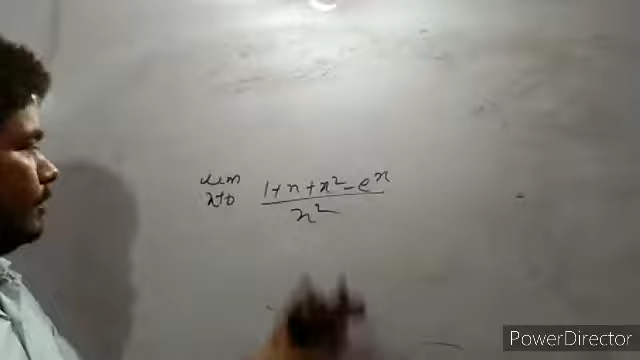 lim 1+x+x²-eˣ
x→0 x²
PowerDirector